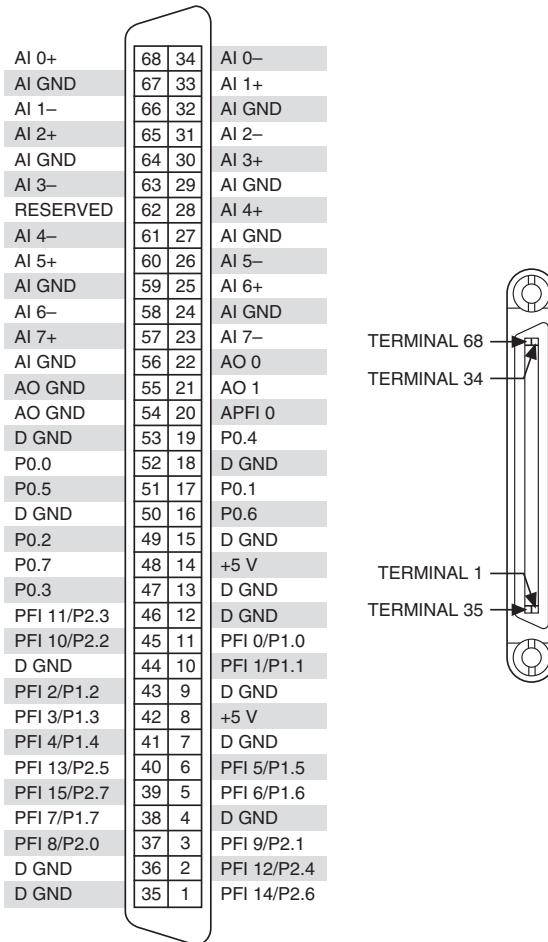 AI 0+ 68 34 AI 0–
AI GND 67 33 AI 1+
AI 1– 66 32 AI GND
AI 2+ 65 31 AI 2–
AI GND 64 30 AI 3+
AI 3– 63 29 AI GND
RESERVED 62 28 AI 4+
AI 4– 61 27 AI GND
AI 5+ 60 26 AI 5–
AI GND 59 25 AI 6+
AI 6– 58 24 AI GND
AI 7+ 57 23 AI 7–
AI GND 56 22 AO 0
AO GND 55 21 AO 1
AO GND 54 20 APFI 0
D GND 53 19 P0.4
P0.0 52 18 D GND
P0.5 51 17 P0.1
D GND 50 16 P0.6
P0.2 49 15 D GND
P0.7 48 14 +5 V
P0.3 47 13 D GND
PFI 11/P2.3 46 12 D GND
PFI 10/P2.2 45 11 PFI 0/P1.0
D GND 44 10 PFI 1/P1.1
PFI 2/P1.2 43 9 D GND
PFI 3/P1.3 42 8 +5 V
PFI 4/P1.4 41 7 D GND
PFI 13/P2.5 40 6 PFI 5/P1.5
PFI 15/P2.7 39 5 PFI 6/P1.6
PFI 7/P1.7 38 4 D GND
PFI 8/P2.0 37 3 PFI 9/P2.1
D GND 36 2 PFI 12/P2.4
D GND 35 1 PFI 14/P2.6
TERMINAL 68
TERMINAL 34
TERMINAL 1
TERMINAL 35